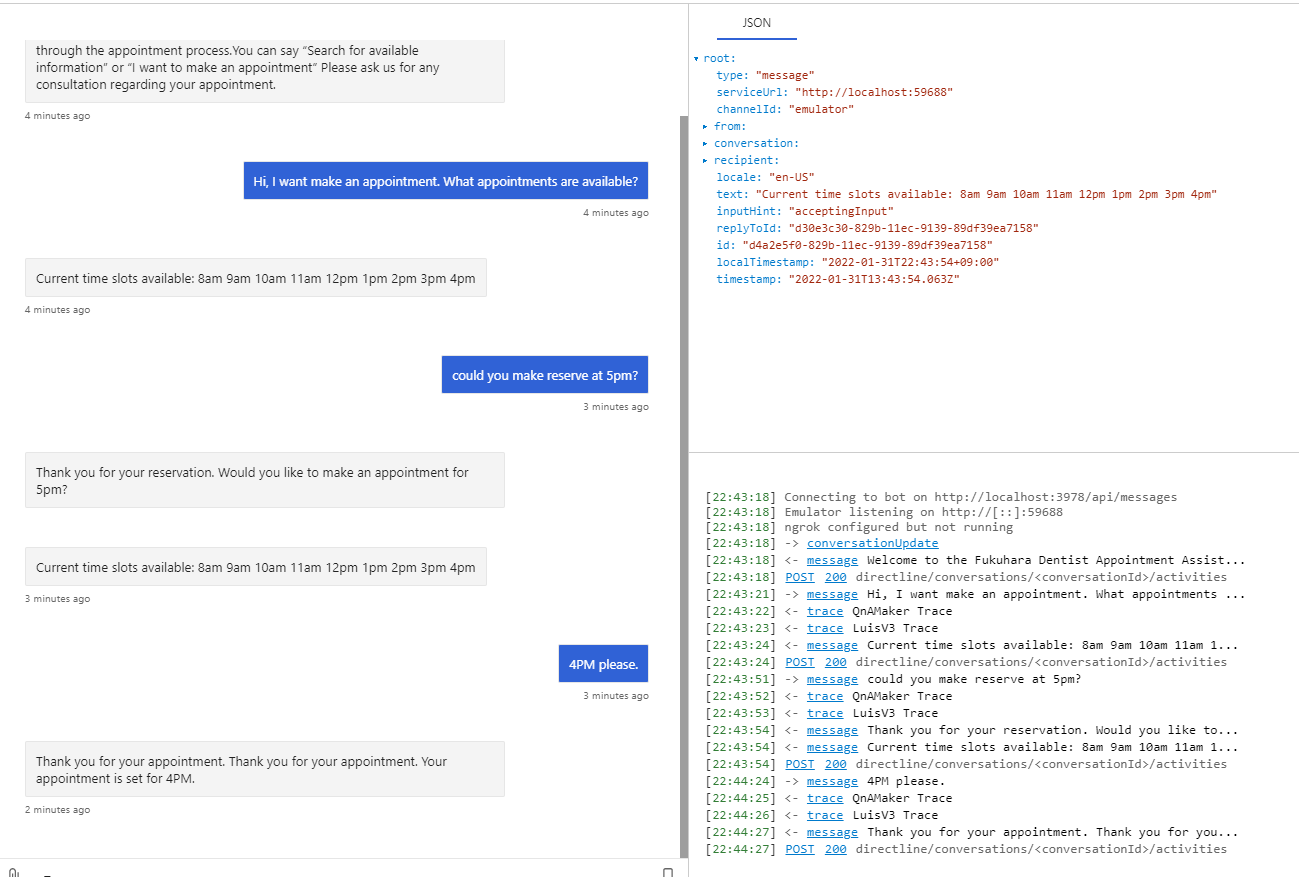 through the appointment process.You can say “Search for available
information” or “I want to make an appointment” Please ask us for any
consultation regarding your appointment.
4 minutes ago
Hi, I want make an appointment. What appointments are available?
4 minutes ago
Current time slots available: 8am 9am 10am 11am 12pm 1pm 2pm 3pm 4pm
4 minutes ago
could you make reserve at 5pm?
3 minutes ago
Thank you for your reservation. Would you like to make an appointment for
5pm?
Current time slots available: 8am 9am 10am 11am 12pm 1pm 2pm 3pm 4pm
3 minutes ago
4PM please.
3 minutes ago
Thank you for your appointment. Thank you for your appointment. Your
appointment is set for 4PM.
2 minutes ago
JSON
root:
type: "message"
serviceUrl: "http://localhost:59688"
channelId: "emulator"
from:
conversation:
recipient:
locale: "en-US"
text: "Current time slots available: 8am 9am 10am 11am 12pm 1pm 2pm 3pm 4pm"
inputHint: "acceptingInput"
replyToId: "d30e3c30-829b-11ec-9139-89df39ea7158"
id: "d4a2e5f0-829b-11ec-9139-89df39ea7158"
localTimestamp: "2022-01-31T22:43:54+09:00"
timestamp: "2022-01-31T13:43:54.063Z"
[22:43:18] Connecting to bot on http://localhost:3978/api/messages
[22:43:18] Emulator listening on http://[::]:59688
[22:43:18] ngrok configured but not running
[22:43:18] -> conversationUpdate
[22:43:18] <- message Welcome to the Fukuhara Dentist Appointment Assist...
[22:43:18] POST 200 directline/conversations/<conversationId>/activities
[22:43:21] -> message Hi, I want make an appointment. What appointments ...
[22:43:22] <- trace QnAMaker Trace
[22:43:23] <- trace LuisV3 Trace
[22:43:24] <- message Current time slots available: 8am 9am 10am 11am 1...
[22:43:24] POST 200 directline/conversations/<conversationId>/activities
[22:43:51] -> message could you make reserve at 5pm?
[22:43:52] <- trace QnAMaker Trace
[22:43:53] <- trace LuisV3 Trace
[22:43:54] <- message Thank you for your reservation. Would you like to...
[22:43:54] <- message Current time slots available: 8am 9am 10am 11am 1...
[22:43:54] POST 200 directline/conversations/<conversationId>/activities
[22:44:24] -> message 4PM please.
[22:44:25] <- trace QnAMaker Trace
[22:44:26] <- trace LuisV3 Trace
[22:44:27] <- message Thank you for your appointment. Thank you for you...
[22:44:27] POST 200 directline/conversations/<conversationId>/activities